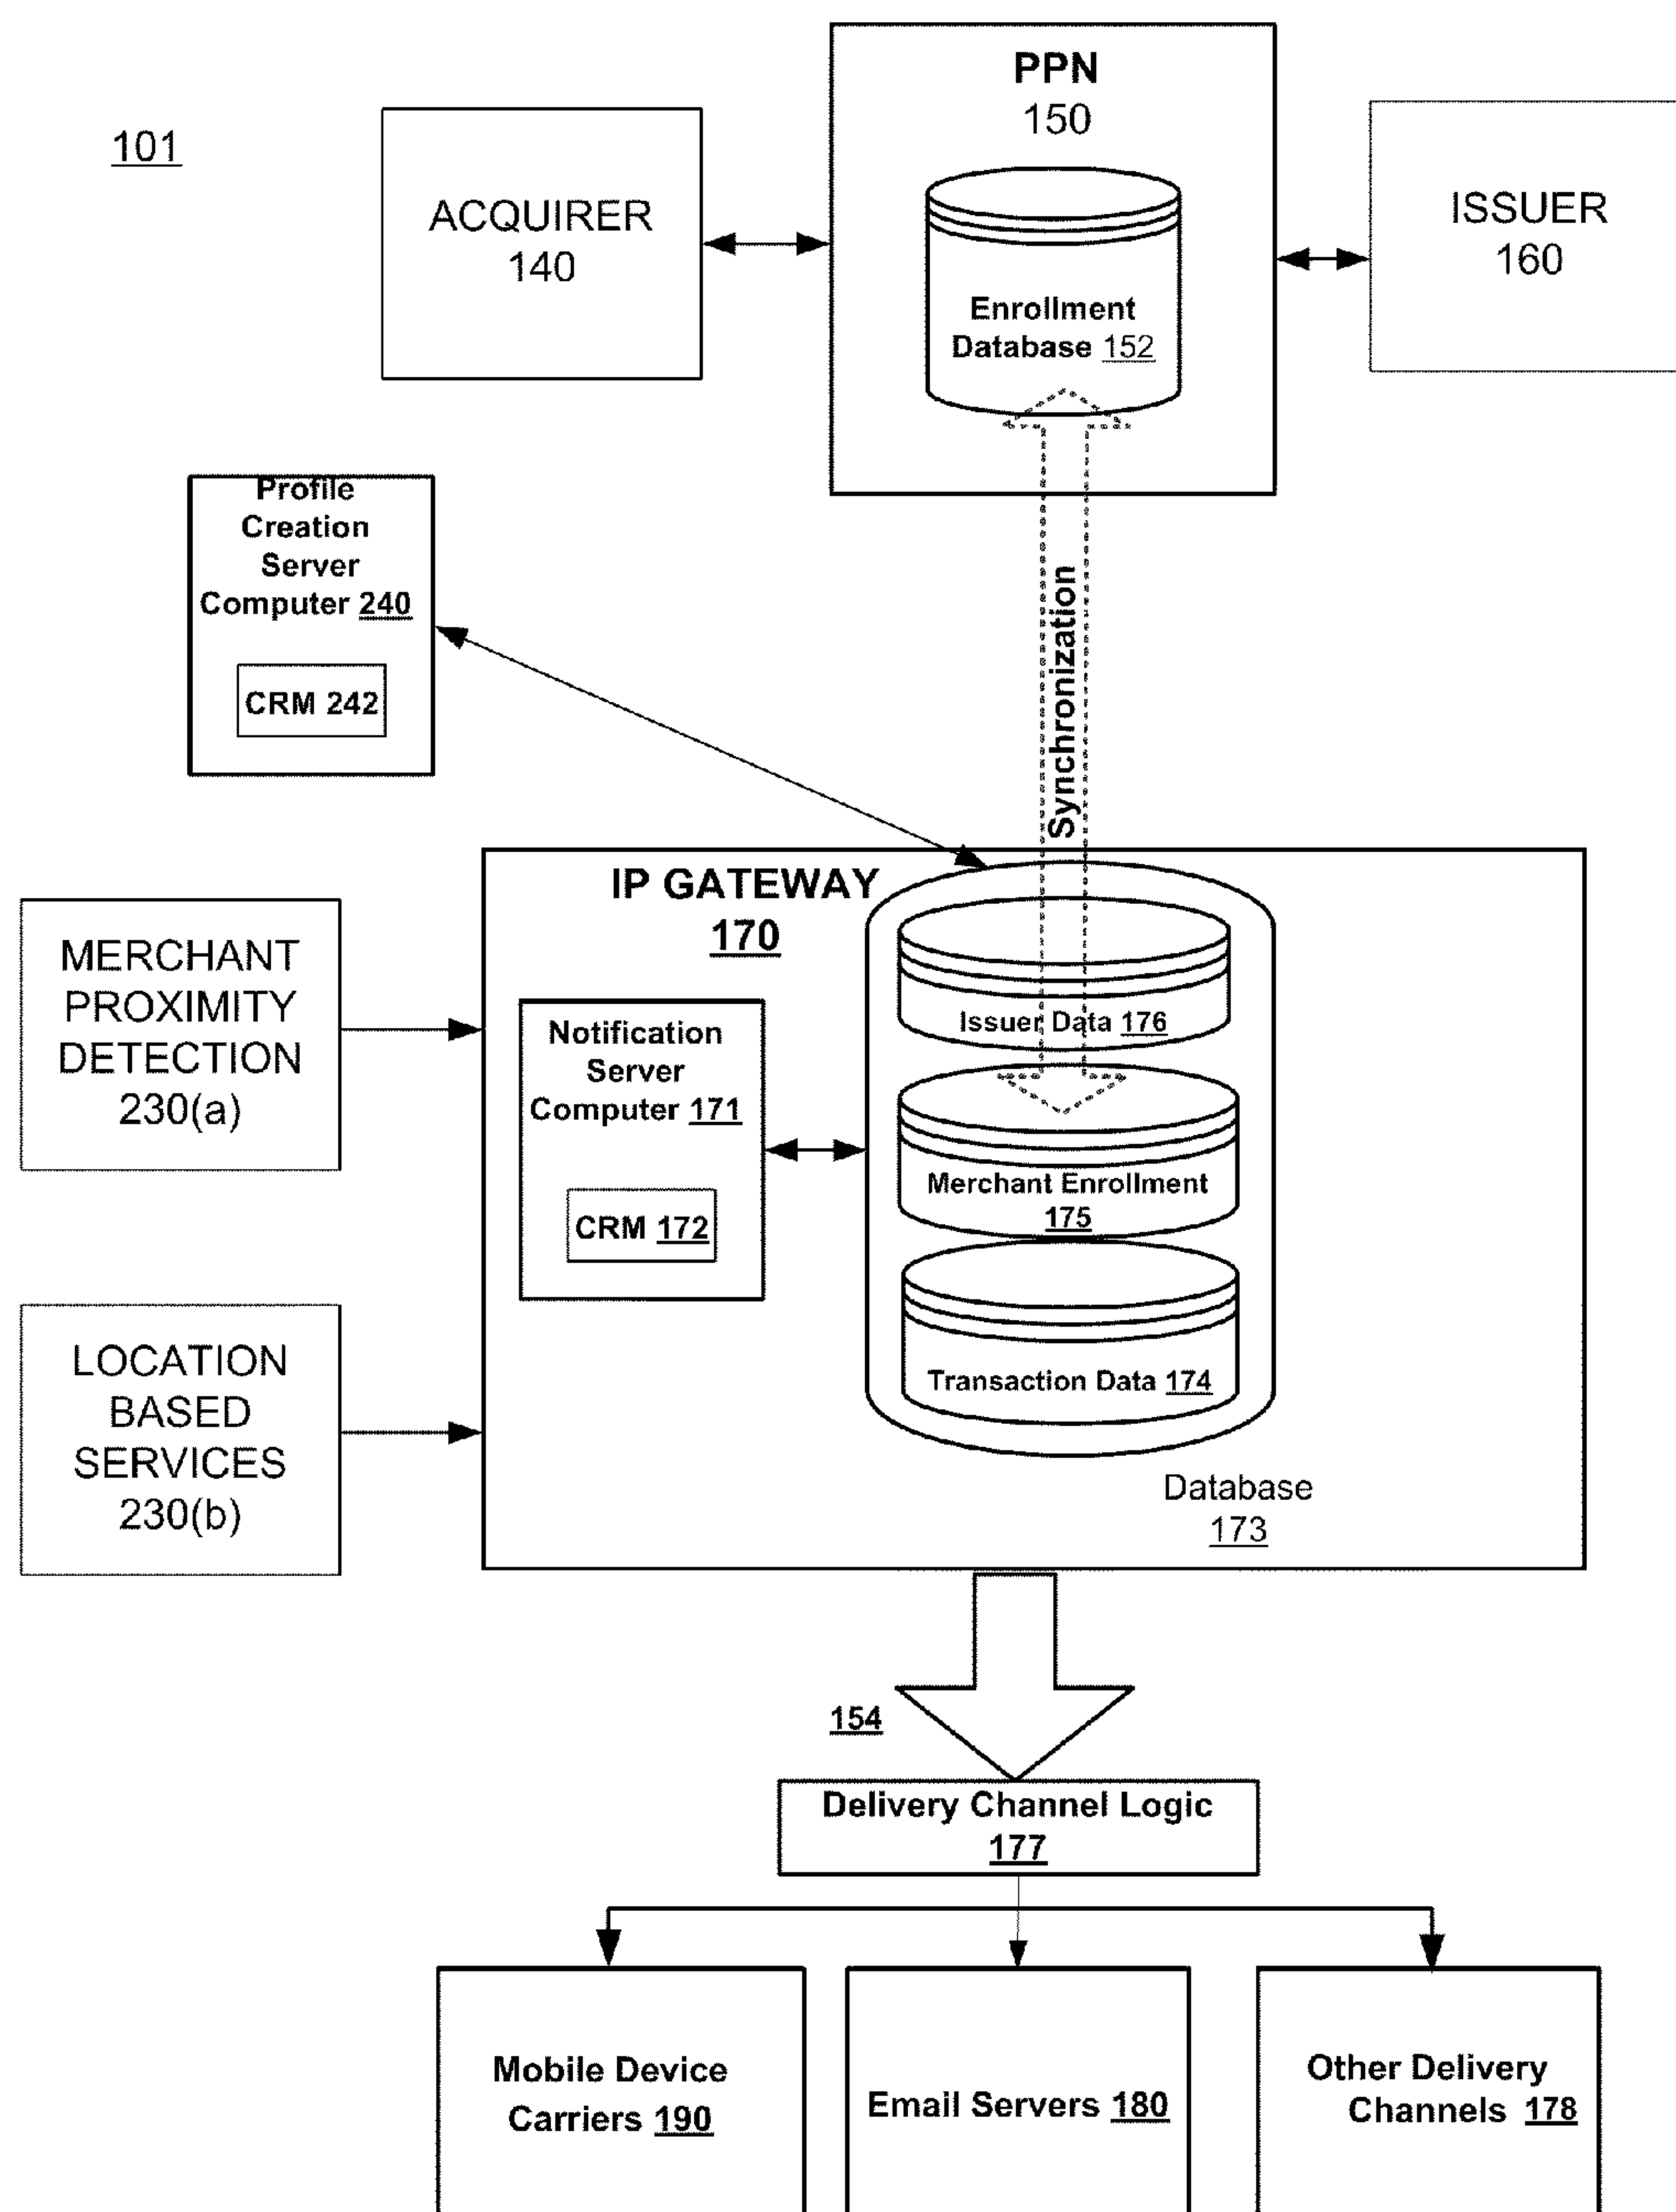 101
ACQUIRER
140
PPN
150
Enrollment
Database 152
ISSUER
160
Profile
Creation
Server
Computer 240
CRM 242
Synchronization
IP GATEWAY
170
MERCHANT
PROXIMITY
DETECTION
230(a)
Notification
Server
Computer 171
CRM 172
Issuer Data 176
Merchant Enrollment
175
Transaction Data 174
LOCATION
BASED
SERVICES
230(b)
Database
173
154
Delivery Channel Logic
177
Mobile Device
Carriers 190
Email Servers 180
Other Delivery
Channels 178